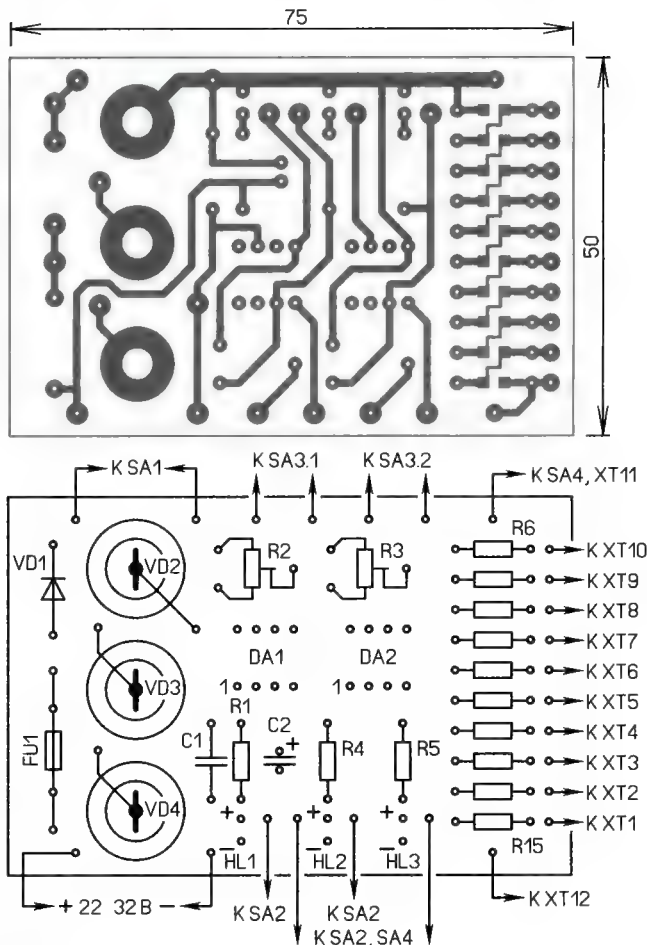 75
50
К SA1
К SA3.1
К SA3.2
К SA4, XT11
VD1
VD2
R2
R3
R6
К XT10
К XT9
К XT8
VD3
DA1
DA2
К XT7
К XT6
1
1
К XT5
FU1
C1
R1
C2
+
R4
R5
К XT4
К XT3
VD4
К XT2
+
+
+
К XT1
− HL1
− HL2
− HL3
R15
+ 22 32В −
К SA2
К SA2
К XT12
К SA2, SA4